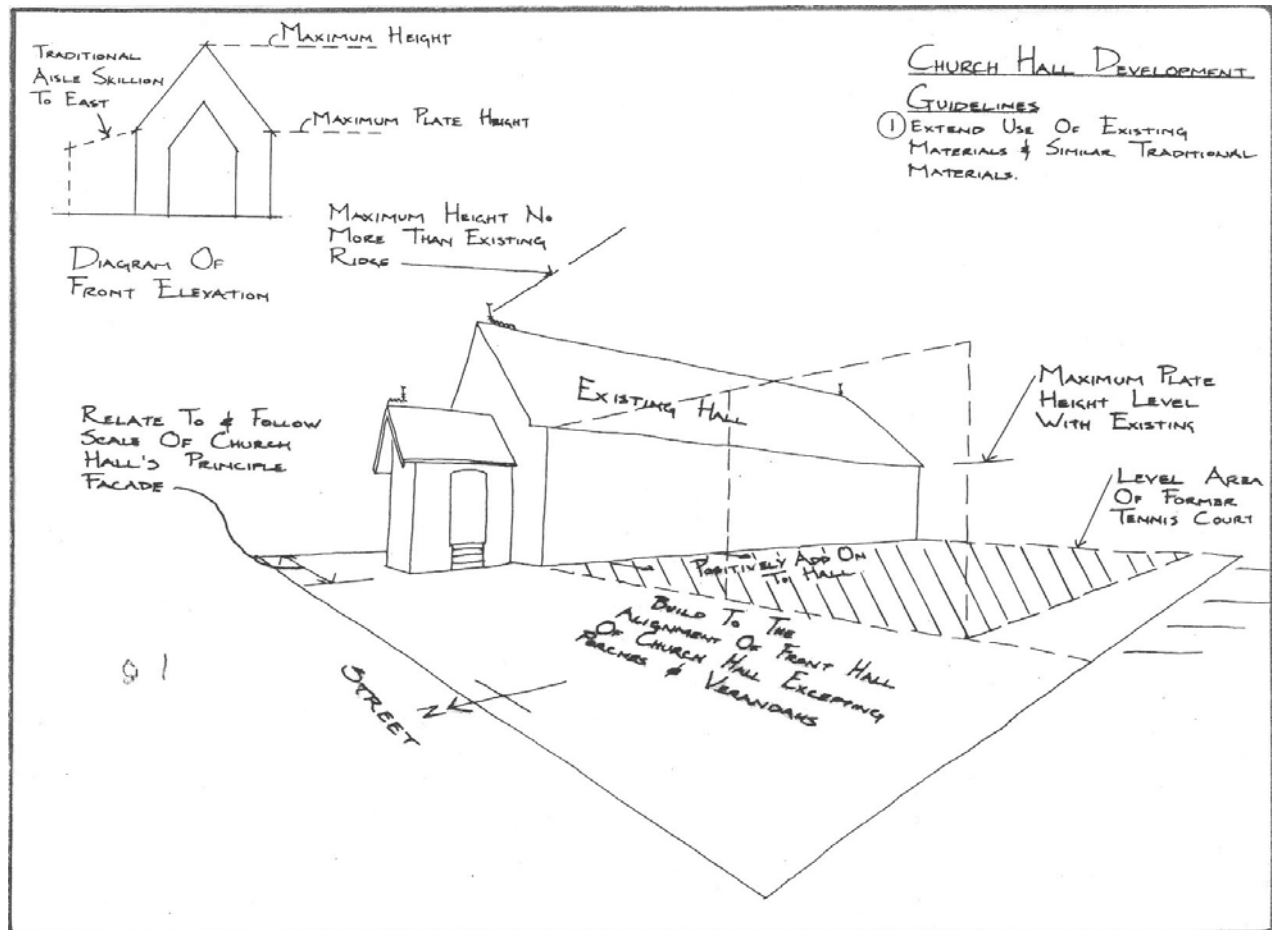 Maximum Height
Traditional
Aisle Skillion
To East
Maximum Plate Height
Diagram Of
Front Elevation
Church Hall Development
Guidelines
① Extend Use Of Existing
Materials & Similar Traditional
Materials.
Maximum Height No
More Than Existing
Ridge
Existing Hall
Relate To & Follow
Scale Of Church
Hall's Principle
Facade
Maximum Plate
Height Level
With Existing
Level Area
Of Former
Tennis Court
Positively Add On
To Hall
Build To The
Alignment Of Front Hall
Of Church Hall Excepting
Porches & Verandahs
Street
N